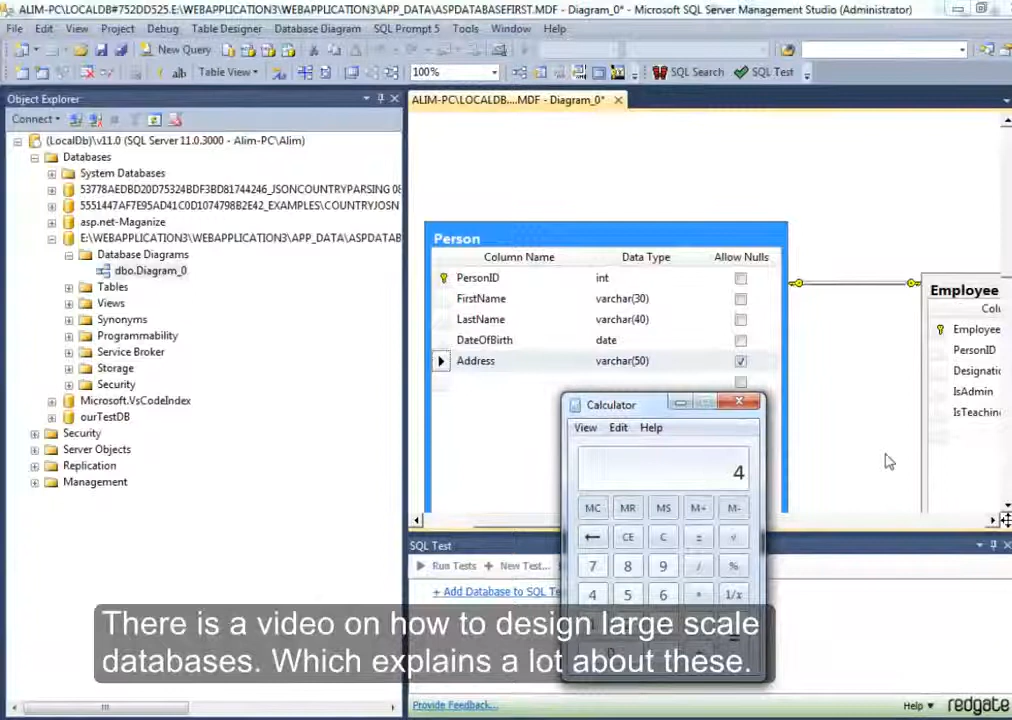 ALIM-PC\LOCALDB#752DD525.E:\WEBAPPLICATION3\WEBAPPLICATION3\APP_DATA\ASPDATABASEFIRST.MDF - Diagram_0* - Microsoft SQL Server Management Studio (Administrator)
File Edit View Project Debug Table Designer Database Diagram SQL Prompt 5 Tools Window Help
New Query
Table View 100% SQL Search SQL Test
Object Explorer
ALIM-PC\LOCALDB....MDF - Diagram_0*
Connect
(LocalDb)\v11.0 (SQL Server 11.0.3000 - Alim-PC\Alim)
Databases
System Databases
53778AEDBD20D75324BDF3BD81744246_JSONCOUNTRYPARSING 08
5551447AF7E95AD41C0D1074798B2E42_EXAMPLES\COUNTRYJOSN
asp.net-Maganize
E:\WEBAPPLICATION3\WEBAPPLICATION3\APP_DATA\ASPDATAB
Database Diagrams
dbo.Diagram_0
Tables
Views
Synonyms
Programmability
Service Broker
Storage
Security
Microsoft.VsCodeIndex
ourTestDB
Security
Server Objects
Replication
Management
Person
Column Name Data Type Allow Nulls
PersonID int
FirstName varchar(30)
LastName varchar(40)
DateOfBirth date
Address varchar(50)
Employee
Colu
Employee
PersonID
Designatio
IsAdmin
IsTeachin
Calculator
View Edit Help
4
MC MR MS M+ M-
← CE C ± √
7 8 9 / %
4 5 6 * 1/x
SQL Test
Run Tests + New Test...
+ Add Database to SQL Te
There is a video on how to design large scale
databases. Which explains a lot about these.
Provide Feedback...
Help
redgate